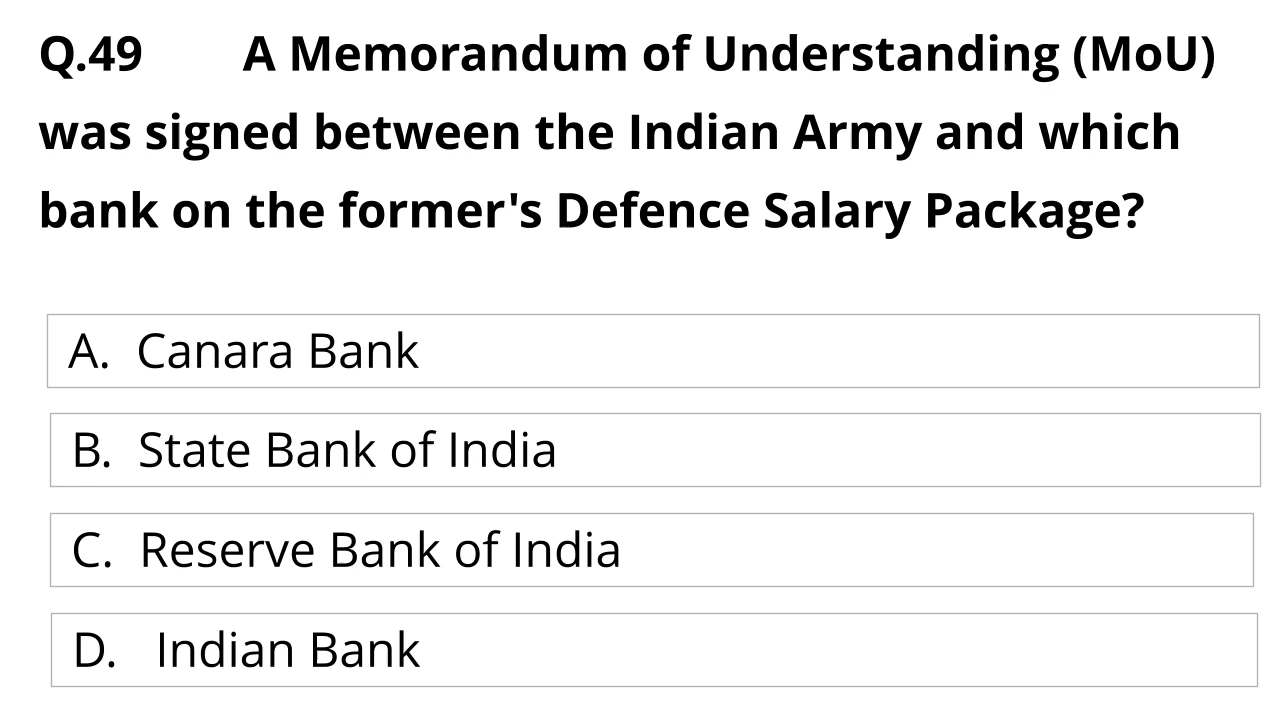 Q.49 A Memorandum of Understanding (MoU)
was signed between the Indian Army and which
bank on the former's Defence Salary Package?
A. Canara Bank
B. State Bank of India
C. Reserve Bank of India
D. Indian Bank